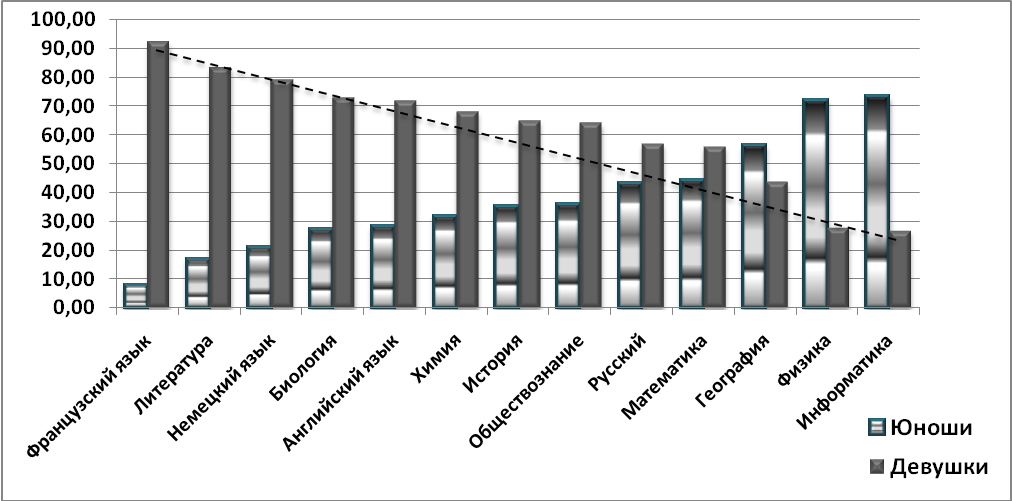 100,00
90,00
80,00
70,00
60,00
50,00
40,00
30,00
20,00
10,00
0,00
Французский язык
Литература
Немецкий язык
Биология
Английский язык
Химия
История
Обществознание
Русский
Математика
География
Физика
Информатика
Юноши
Девушки